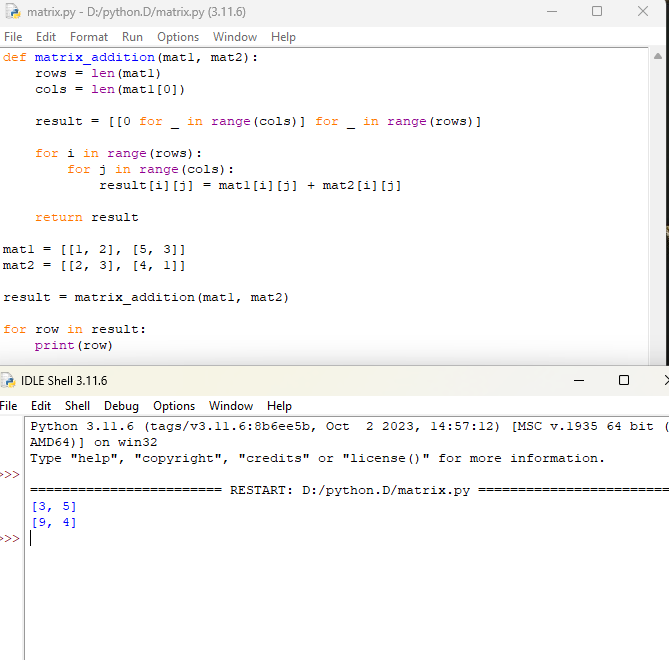 matrix.py - D:/python.D/matrix.py (3.11.6)
File Edit Format Run Options Window Help
def matrix_addition(mat1, mat2):
    rows = len(mat1)
    cols = len(mat1[0])

    result = [[0 for _ in range(cols)] for _ in range(rows)]

    for i in range(rows):
        for j in range(cols):
            result[i][j] = mat1[i][j] + mat2[i][j]

    return result

mat1 = [[1, 2], [5, 3]]
mat2 = [[2, 3], [4, 1]]

result = matrix_addition(mat1, mat2)

for row in result:
    print(row)
IDLE Shell 3.11.6
File Edit Shell Debug Options Window Help
Python 3.11.6 (tags/v3.11.6:8b6ee5b, Oct  2 2023, 14:57:12) [MSC v.1935 64 bit (
AMD64)] on win32
Type "help", "copyright", "credits" or "license()" for more information.
>>>
======================== RESTART: D:/python.D/matrix.py ========================
[3, 5]
[9, 4]
>>>